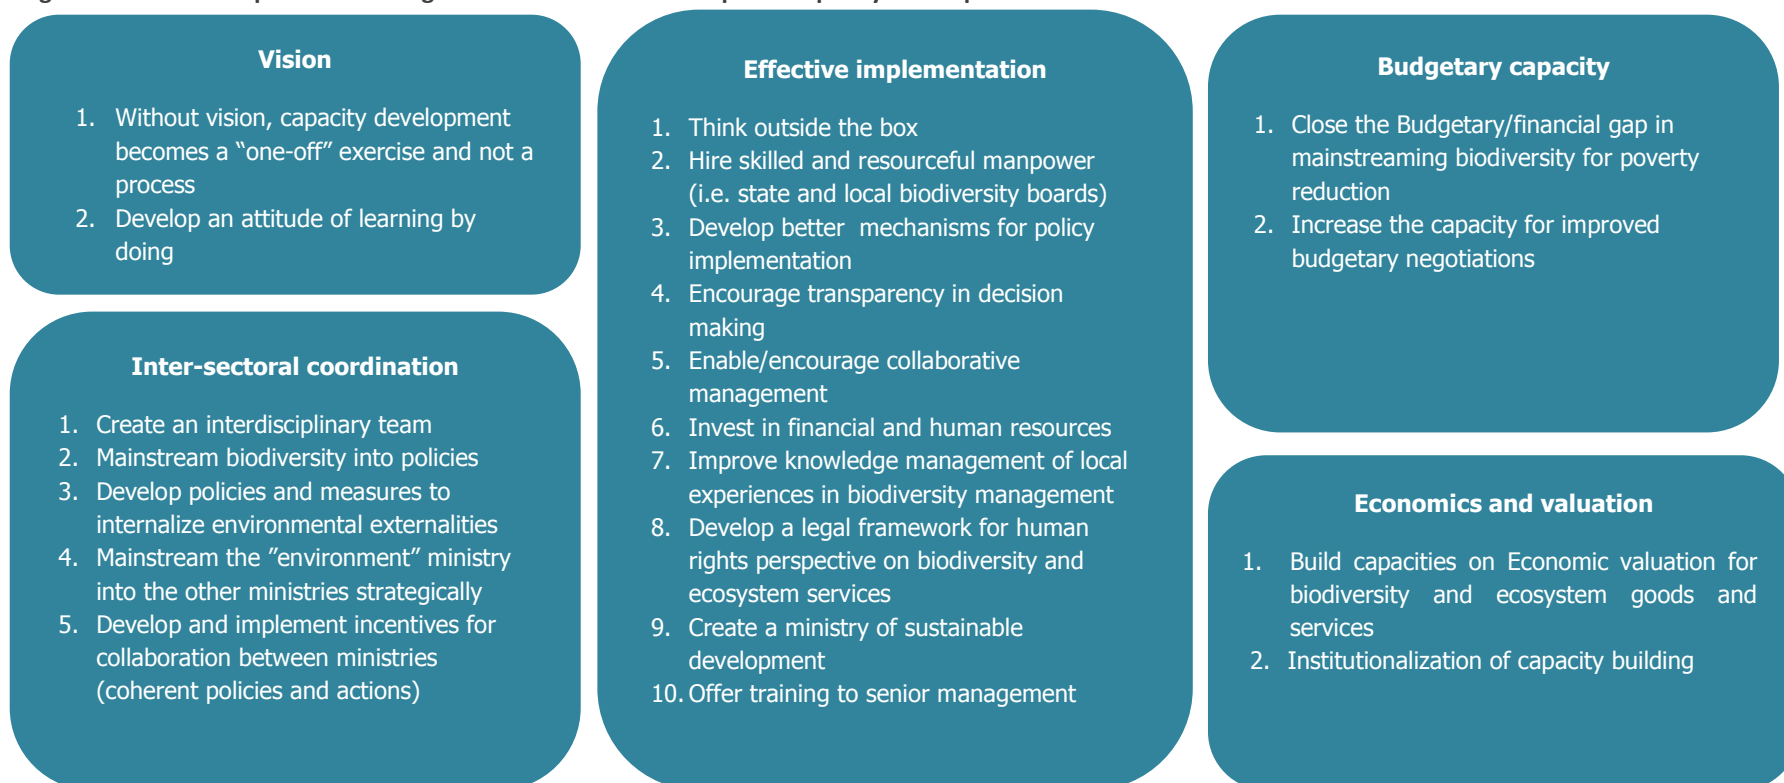 Vision
1. Without vision, capacity development
becomes a “one-off” exercise and not a
process
2. Develop an attitude of learning by
doing
Inter-sectoral coordination
1. Create an interdisciplinary team
2. Mainstream biodiversity into policies
3. Develop policies and measures to
internalize environmental externalities
4. Mainstream the ”environment” ministry
into the other ministries strategically
5. Develop and implement incentives for
collaboration between ministries
(coherent policies and actions)
Effective implementation
1. Think outside the box
2. Hire skilled and resourceful manpower
(i.e. state and local biodiversity boards)
3. Develop better mechanisms for policy
implementation
4. Encourage transparency in decision
making
5. Enable/encourage collaborative
management
6. Invest in financial and human resources
7. Improve knowledge management of local
experiences in biodiversity management
8. Develop a legal framework for human
rights perspective on biodiversity and
ecosystem services
9. Create a ministry of sustainable
development
10. Offer training to senior management
Budgetary capacity
1. Close the Budgetary/financial gap in
mainstreaming biodiversity for poverty
reduction
2. Increase the capacity for improved
budgetary negotiations
Economics and valuation
1. Build capacities on Economic valuation for
biodiversity and ecosystem goods and
services
2. Institutionalization of capacity building